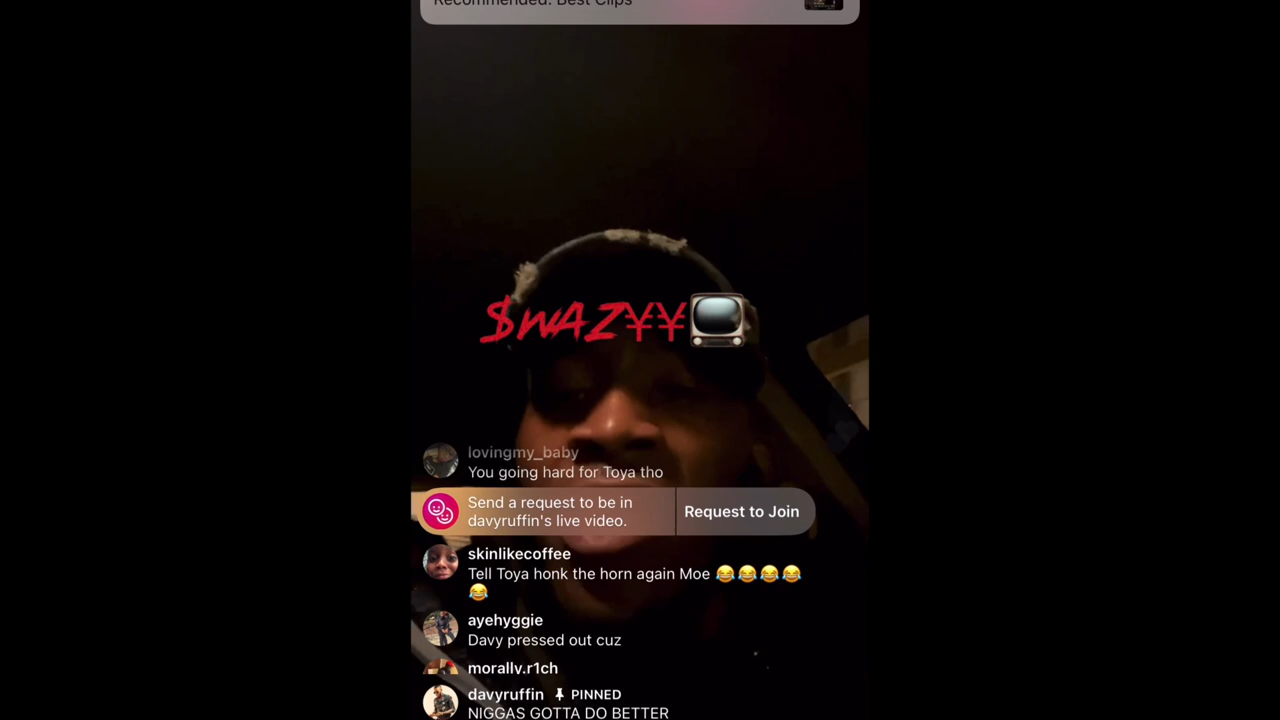 Recommended: Best Clips
$WAZ¥¥
lovingmy_baby
You going hard for Toya tho
Send a request to be in
davyruffin's live video.
Request to Join
skinlikecoffee
Tell Toya honk the horn again Moe 😂😂😂😂
😂
ayehyggie
Davy pressed out cuz
morally.r1ch
davyruffin PINNED
NIGGAS GOTTA DO BETTER